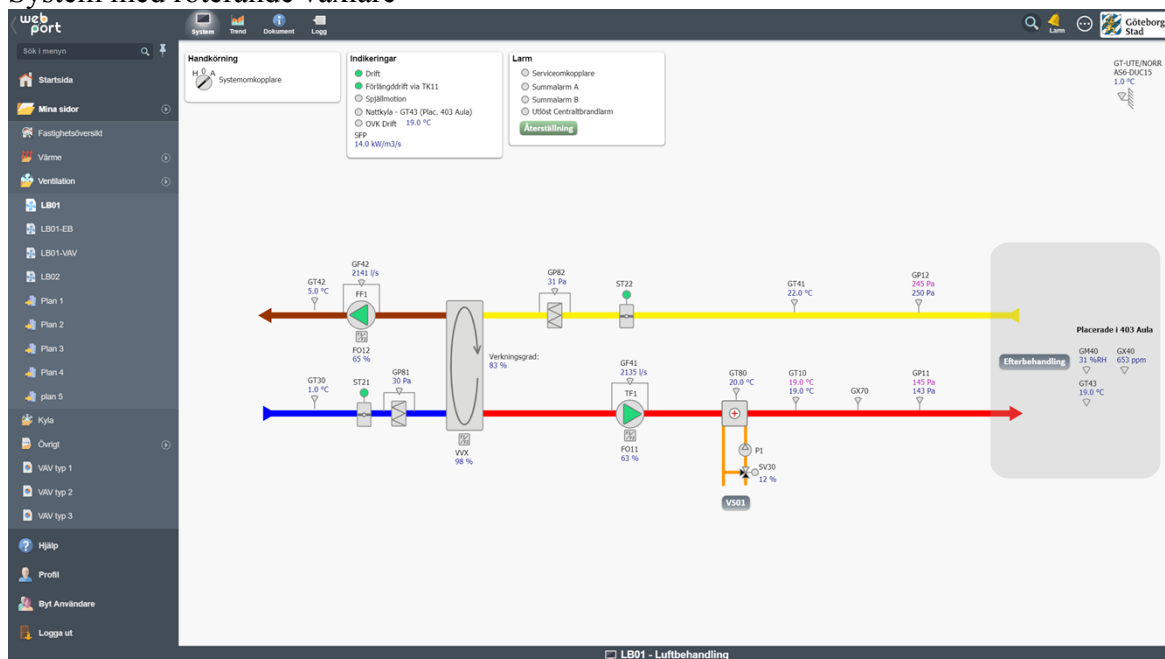 System med roterande växlare
web
port
System
Trend
Dokument
Logg
Larm
Göteborgs
Stad
Sök i menyn
Startsida
Mina sidor
Fastighetsöversikt
Värme
Ventilation
LB01
LB01-EB
LB01-VAV
LB02
Plan 1
Plan 2
Plan 3
Plan 4
plan 5
Kyla
Övrigt
VAV typ 1
VAV typ 2
VAV typ 3
Hjälp
Profil
Byt Användare
Logga ut
Handkörning
H 0 A
Systemomkopplare
Indikeringar
Drift
Förlängddrift via TK11
Spjällmotion
Nattkyla - GT43 (Plac. 403 Aula)
OVK Drift 19.0 °C
SFP
14.0 kW/m3/s
Larm
Serviceomkopplare
Summalarm A
Summalarm B
Utlöst Centraltbrandlarm
Återställning
GT-UTE/NORR
AS6-DUC15
1.0 °C
GT42
5.0 °C
GF42
2141 l/s
FF1
FO12
65 %
GP82
31 Pa
ST22
GT41
22.0 °C
GP12
245 Pa
250 Pa
Verkningsgrad:
83 %
GT30
1.0 °C
ST21
GP81
30 Pa
VVX
98 %
GF41
2135 l/s
TF1
FO11
63 %
GT80
20.0 °C
GT10
19.0 °C
19.0 °C
GX70
GP11
145 Pa
143 Pa
P1
SV30
12 %
VS01
Placerade i 403 Aula
Efterbehandling
GM40
31 %RH
GX40
653 ppm
GT43
19.0 °C
LB01 - Luftbehandling